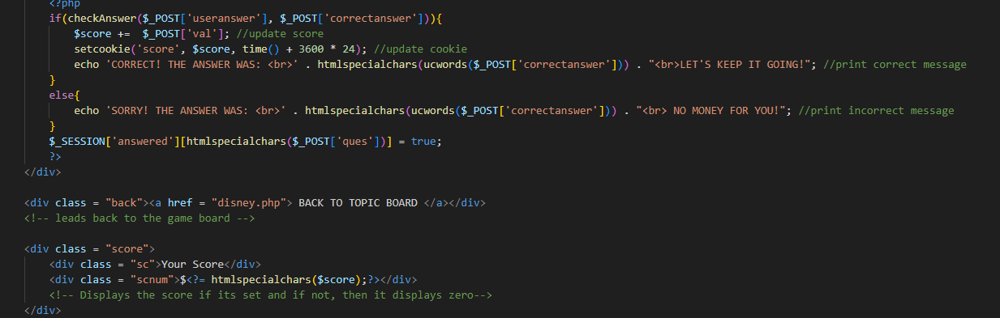 <?php
if(checkAnswer($_POST['useranswer'], $_POST['correctanswer'])){
$score += $_POST['val']; //update score
setcookie('score', $score, time() + 3600 * 24); //update cookie
echo 'CORRECT! THE ANSWER WAS: <br>' . htmlspecialchars(ucwords($_POST['correctanswer'])) . "<br>LET'S KEEP IT GOING!"; //print correct message
}
else{
echo 'SORRY! THE ANSWER WAS: <br>' . htmlspecialchars(ucwords($_POST['correctanswer'])) . "<br> NO MONEY FOR YOU!"; //print incorrect message
}
$_SESSION['answered'][htmlspecialchars($_POST['ques'])] = true;
?>
</div>
<div class = "back"><a href = "disney.php"> BACK TO TOPIC BOARD </a></div>
<!-- leads back to the game board -->
<div class = "score">
<div class = "sc">Your Score</div>
<div class = "scnum">$<?= htmlspecialchars($score);?></div>
<!-- Displays the score if its set and if not, then it displays zero-->
</div>